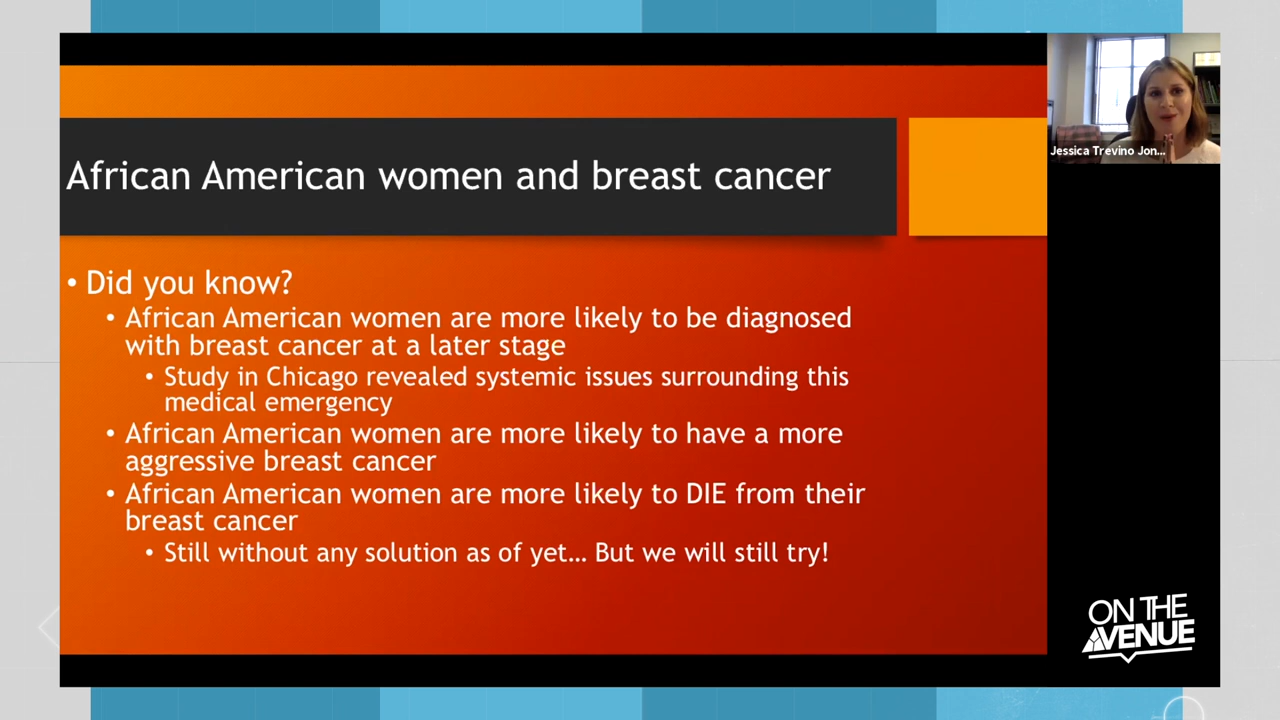 African American women and breast cancer
Jessica Trevino Jon...
• Did you know?
• African American women are more likely to be diagnosed
with breast cancer at a later stage
• Study in Chicago revealed systemic issues surrounding this
medical emergency
• African American women are more likely to have a more
aggressive breast cancer
• African American women are more likely to DIE from their
breast cancer
• Still without any solution as of yet... But we will still try!
ON THE
AVENUE